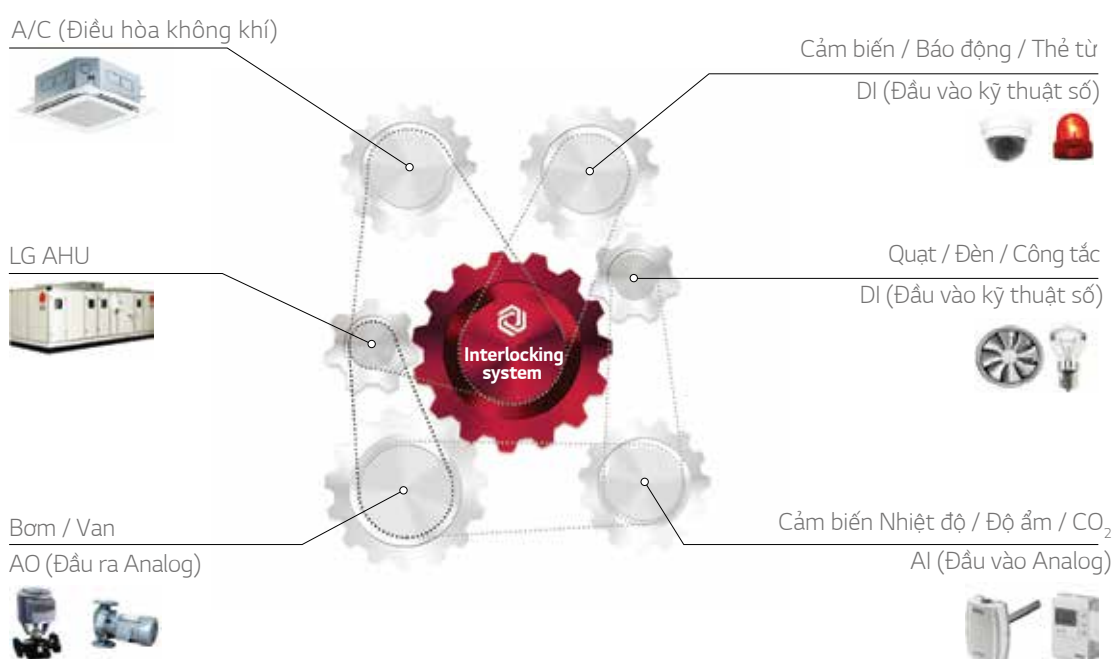 A/C (Điều hòa không khí)
Cảm biến / Báo động / Thẻ từ
DI (Đầu vào kỹ thuật số)
LG AHU
Quạt / Đèn / Công tắc
DI (Đầu vào kỹ thuật số)
Interlocking
system
Bơm / Van
AO (Đầu ra Analog)
Cảm biến Nhiệt độ / Độ ẩm / CO₂
AI (Đầu vào Analog)